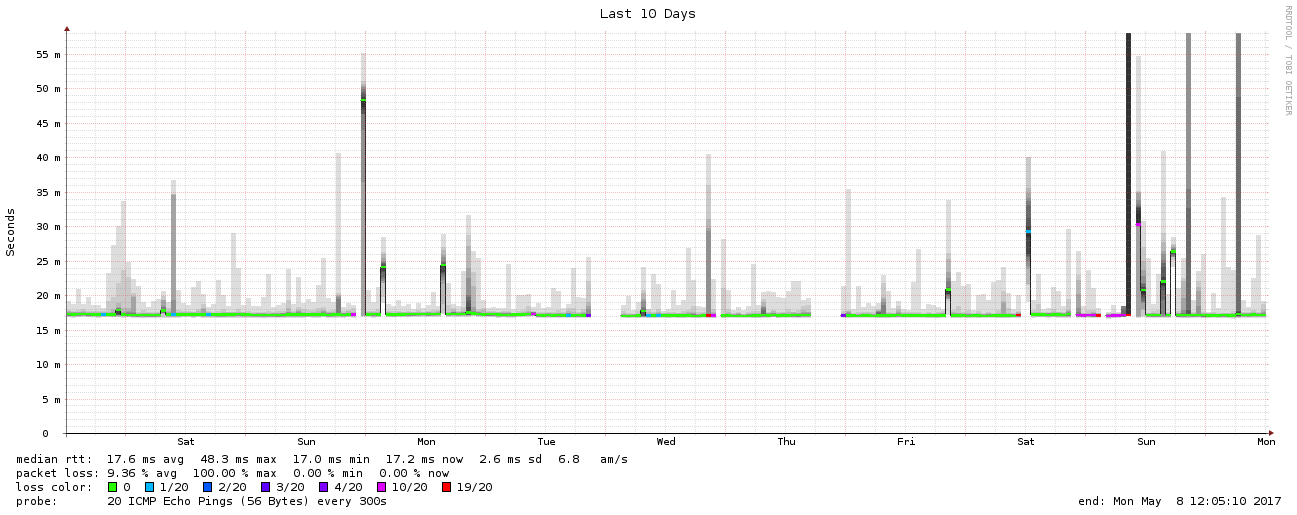 Last 10 Days
RRDTOOL / TOBI OETIKER
Seconds
55 m
50 m
45 m
40 m
35 m
30 m
25 m
20 m
15 m
10 m
5 m
0
Sat Sun Mon Tue Wed Thu Fri Sat Sun Mon
median rtt: 17.6 ms avg 48.3 ms max 17.0 ms min 17.2 ms now 2.6 ms sd 6.8 am/s
packet loss: 9.36 % avg 100.00 % max 0.00 % min 0.00 % now
loss color: 0 1/20 2/20 3/20 4/20 10/20 19/20
probe: 20 ICMP Echo Pings (56 Bytes) every 300s end: Mon May 8 12:05:10 2017